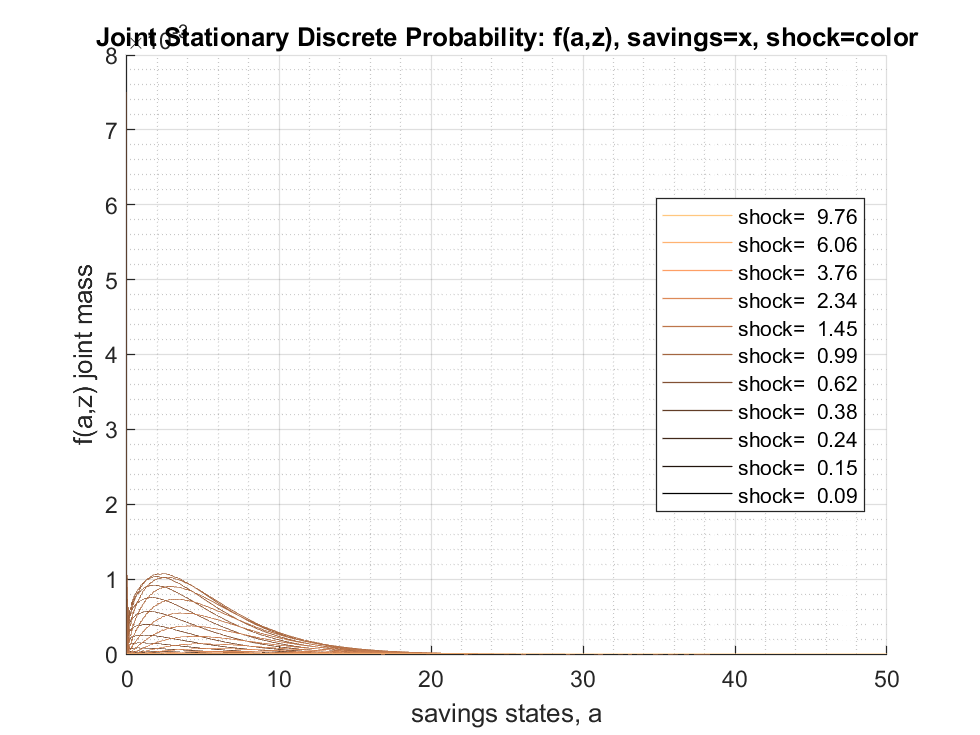 Joint Stationary Discrete Probability: f(a,z), savings=x, shock=color
8
7
6
5
4
3
2
1
0
f(a,z) joint mass
0 10 20 30 40 50
savings states, a
shock= 9.76
shock= 6.06
shock= 3.76
shock= 2.34
shock= 1.45
shock= 0.99
shock= 0.62
shock= 0.38
shock= 0.24
shock= 0.15
shock= 0.09